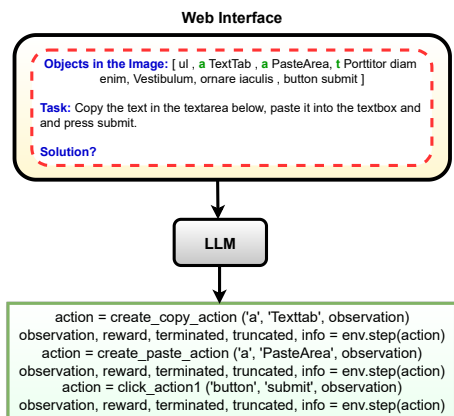 Web Interface
Objects in the Image: [ ul , a TextTab , a PasteArea, t Porttitor diam
enim, Vestibulum, ornare iaculis , button submit ]
Task: Copy the text in the textarea below, paste it into the textbox and
and press submit.
Solution?
LLM
action = create_copy_action ('a', 'Texttab', observation)
observation, reward, terminated, truncated, info = env.step(action)
action = create_paste_action ('a', 'PasteArea', observation)
observation, reward, terminated, truncated, info = env.step(action)
action = click_action1 ('button', 'submit', observation)
observation, reward, terminated, truncated, info = env.step(action)